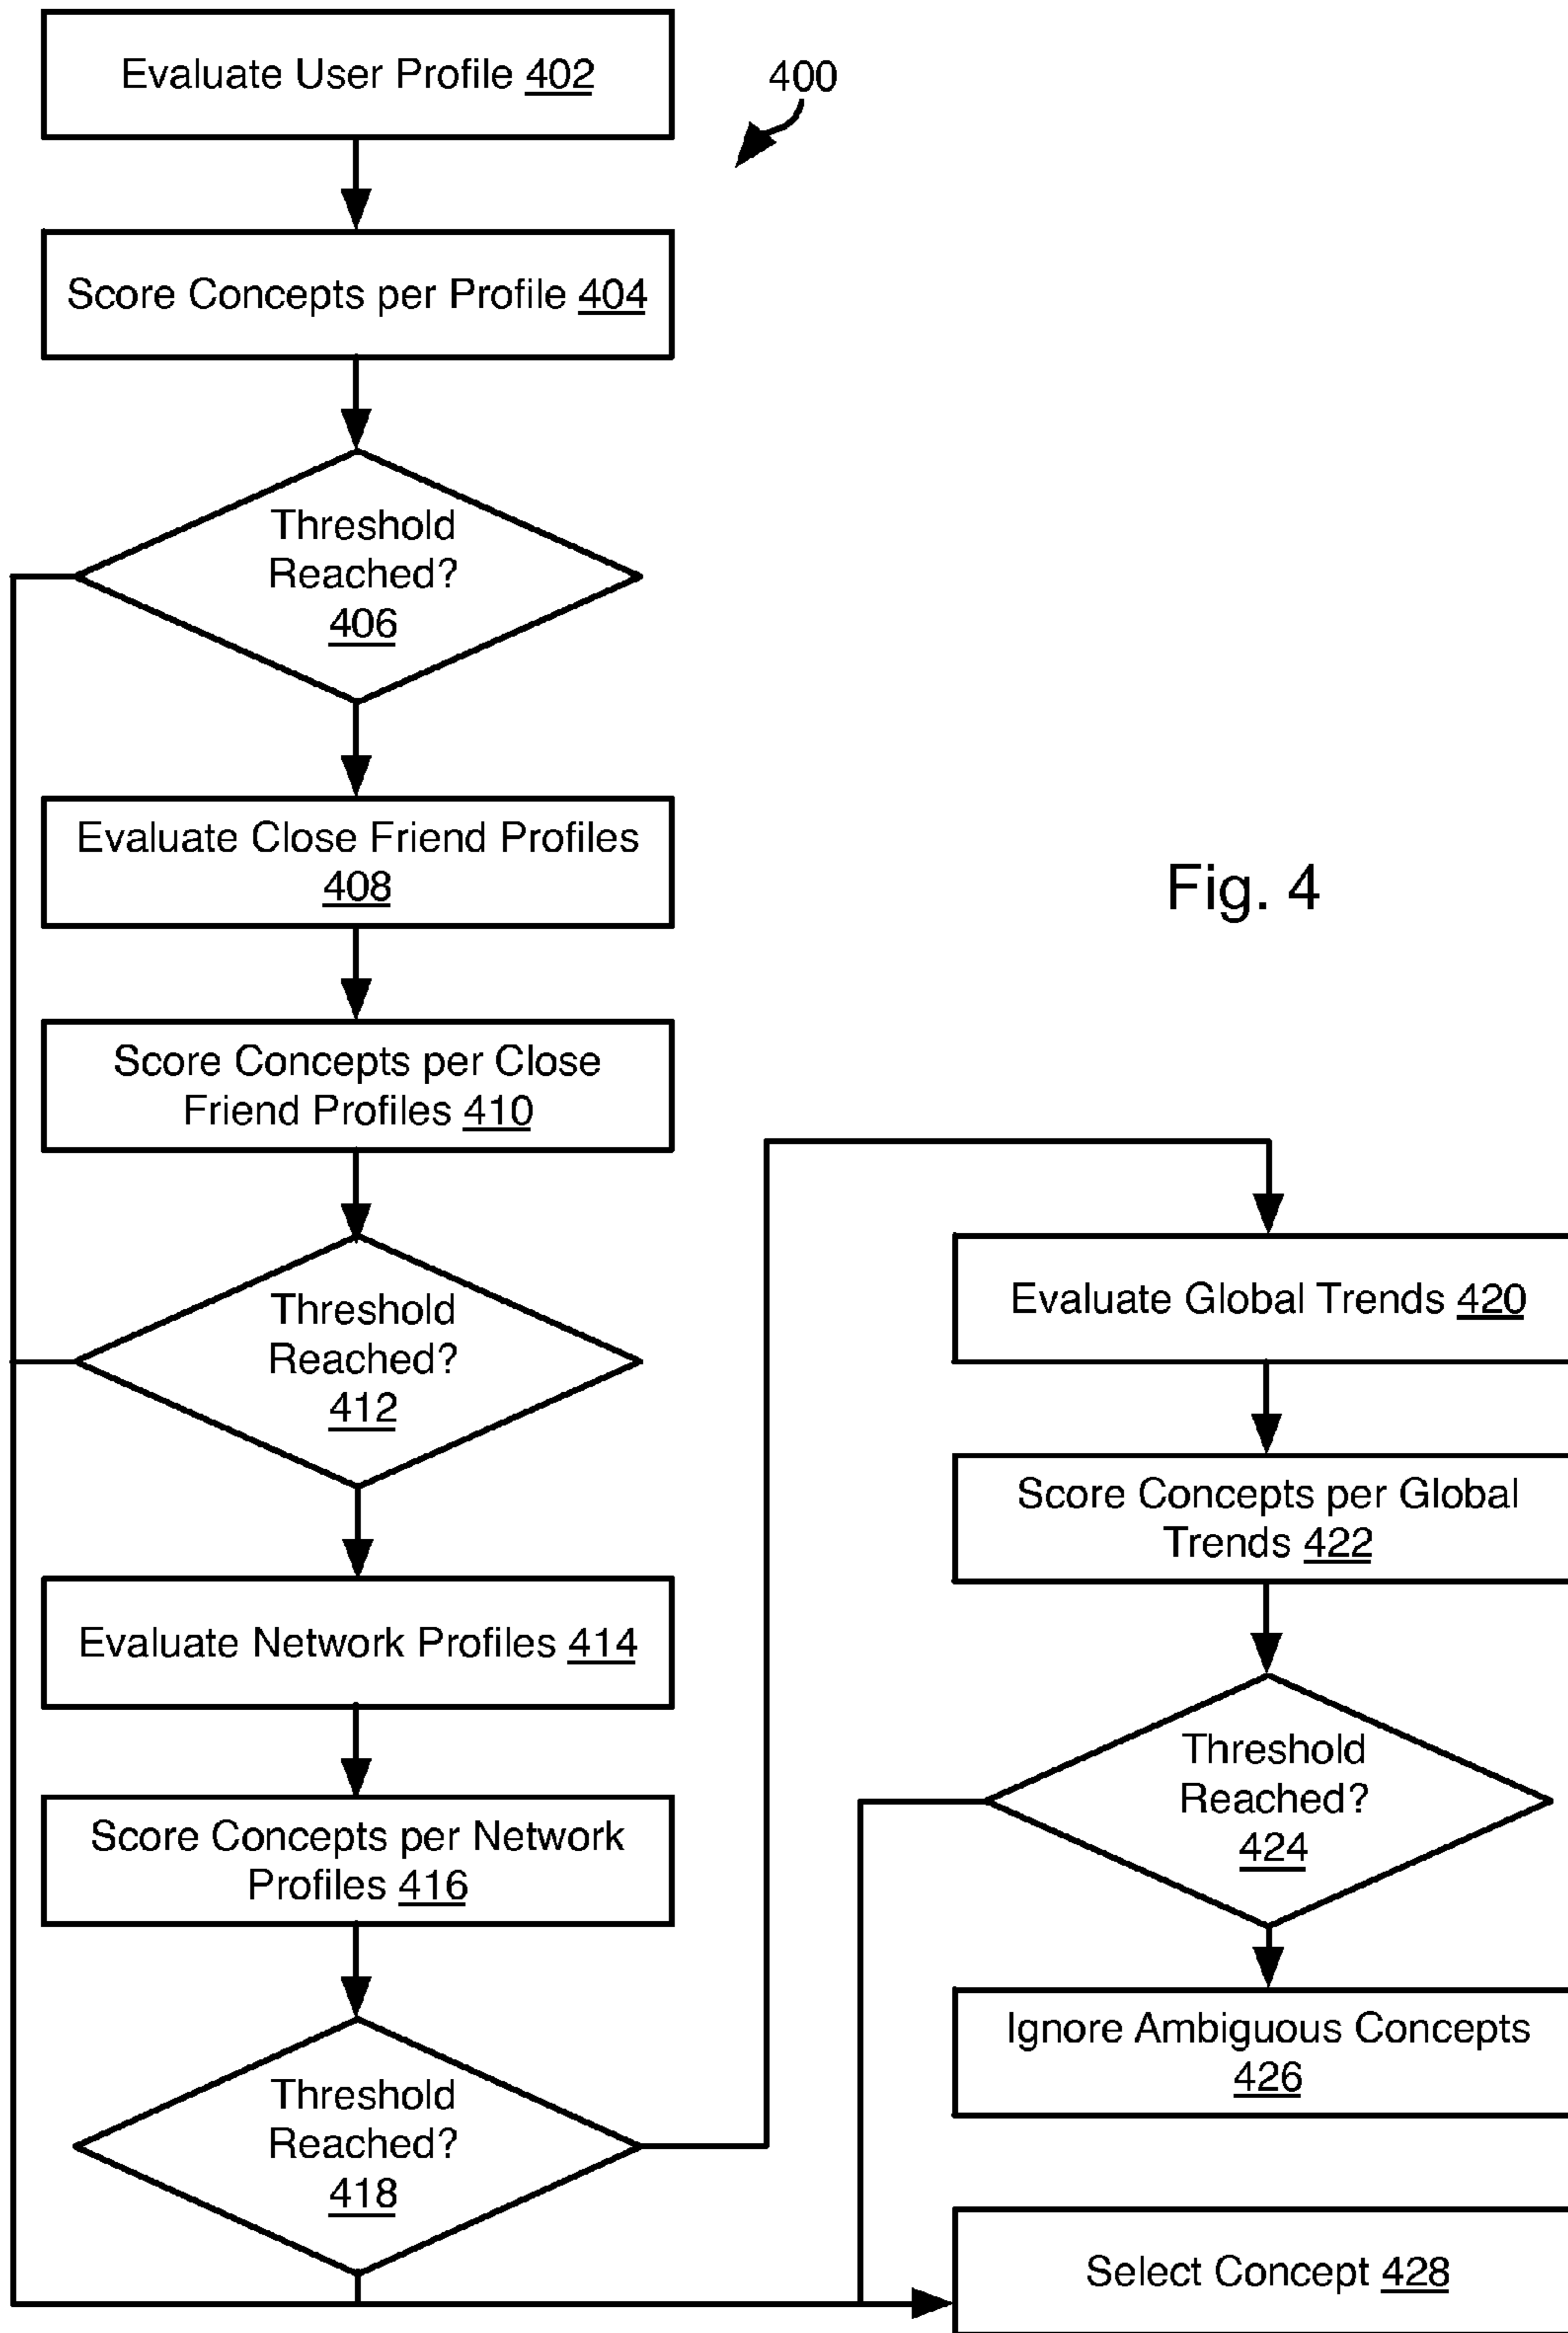 Evaluate User Profile 402
400
Score Concepts per Profile 404
Threshold
Reached?
406
Evaluate Close Friend Profiles
408
Fig. 4
Score Concepts per Close
Friend Profiles 410
Threshold
Reached?
412
Evaluate Network Profiles 414
Score Concepts per Network
Profiles 416
Threshold
Reached?
418
Evaluate Global Trends 420
Score Concepts per Global
Trends 422
Threshold
Reached?
424
Ignore Ambiguous Concepts
426
Select Concept 428